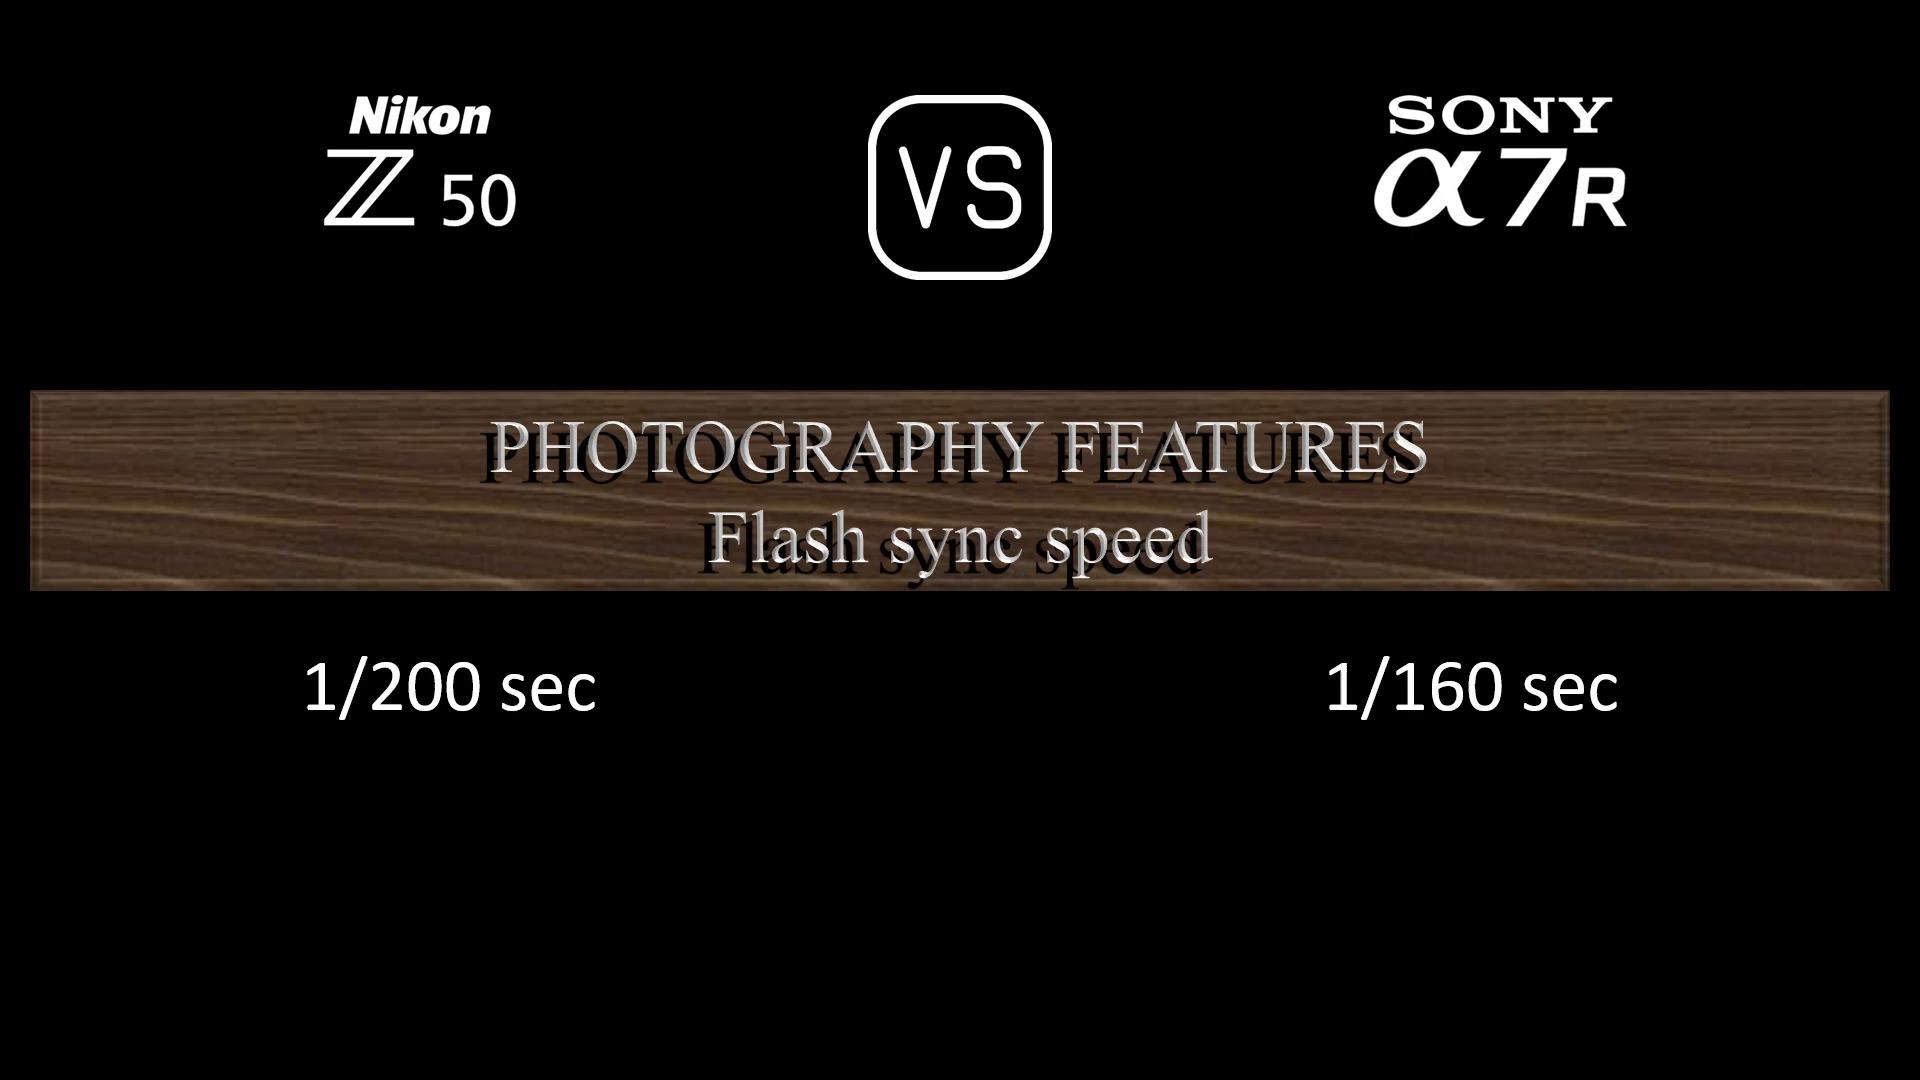 Nikon
Z 50
VS
SONY
α7R
PHOTOGRAPHY FEATURES
Flash sync speed
1/200 sec
1/160 sec